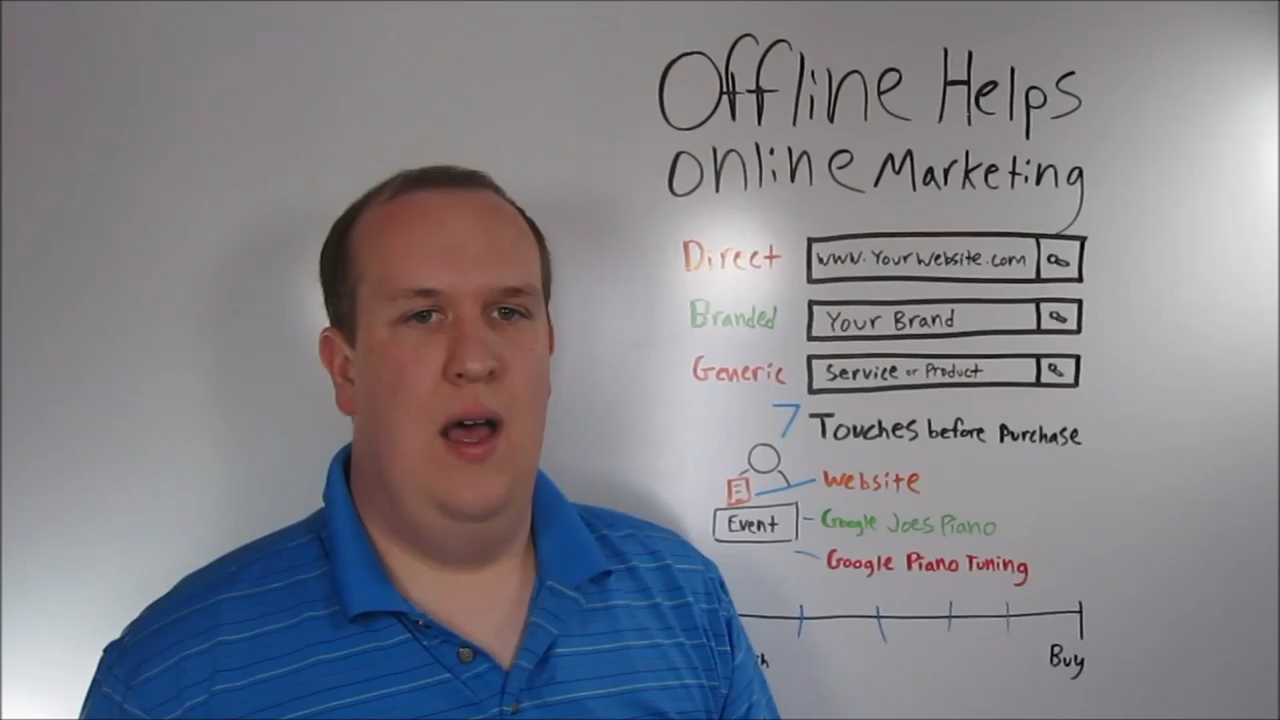 Offline Helps
Online Marketing
Direct www.YourWebsite.com
Branded Your Brand
Generic Service or Product
7 Touches before Purchase
Website
Event Google Joes Piano
Google Piano Tuning
Buy